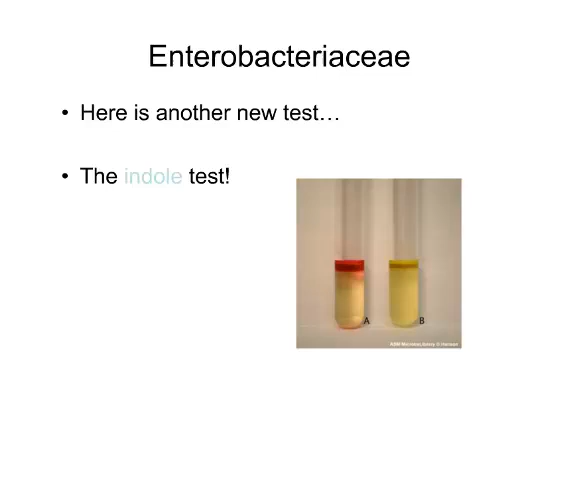 Enterobacteriaceae
• Here is another new test…
• The indole test!
A B